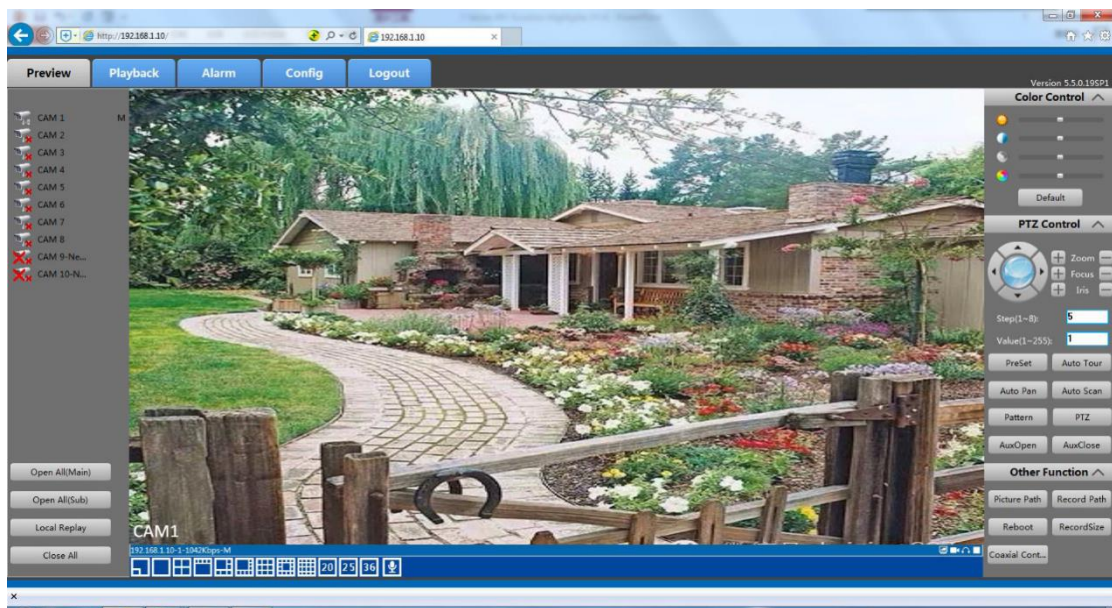 http://192.168.1.10/
192.168.1.10
Preview
Playback
Alarm
Config
Logout
Version 5.5.0.19SP1
CAM 1 M
CAM 2
CAM 3
CAM 4
CAM 5
CAM 6
CAM 7
CAM 8
CAM 9-Ne...
CAM 10-N...
Open All(Main)
Open All(Sub)
Local Replay
Close All
CAM1
192.168.1.10-1-1042Kbps-M
20 25 36
Color Control
Default
PTZ Control
Zoom
Focus
Iris
Step(1~8): 5
Value(1~255): 1
PreSet Auto Tour
Auto Pan Auto Scan
Pattern PTZ
AuxOpen AuxClose
Other Function
Picture Path Record Path
Reboot RecordSize
Coaxial Cont...